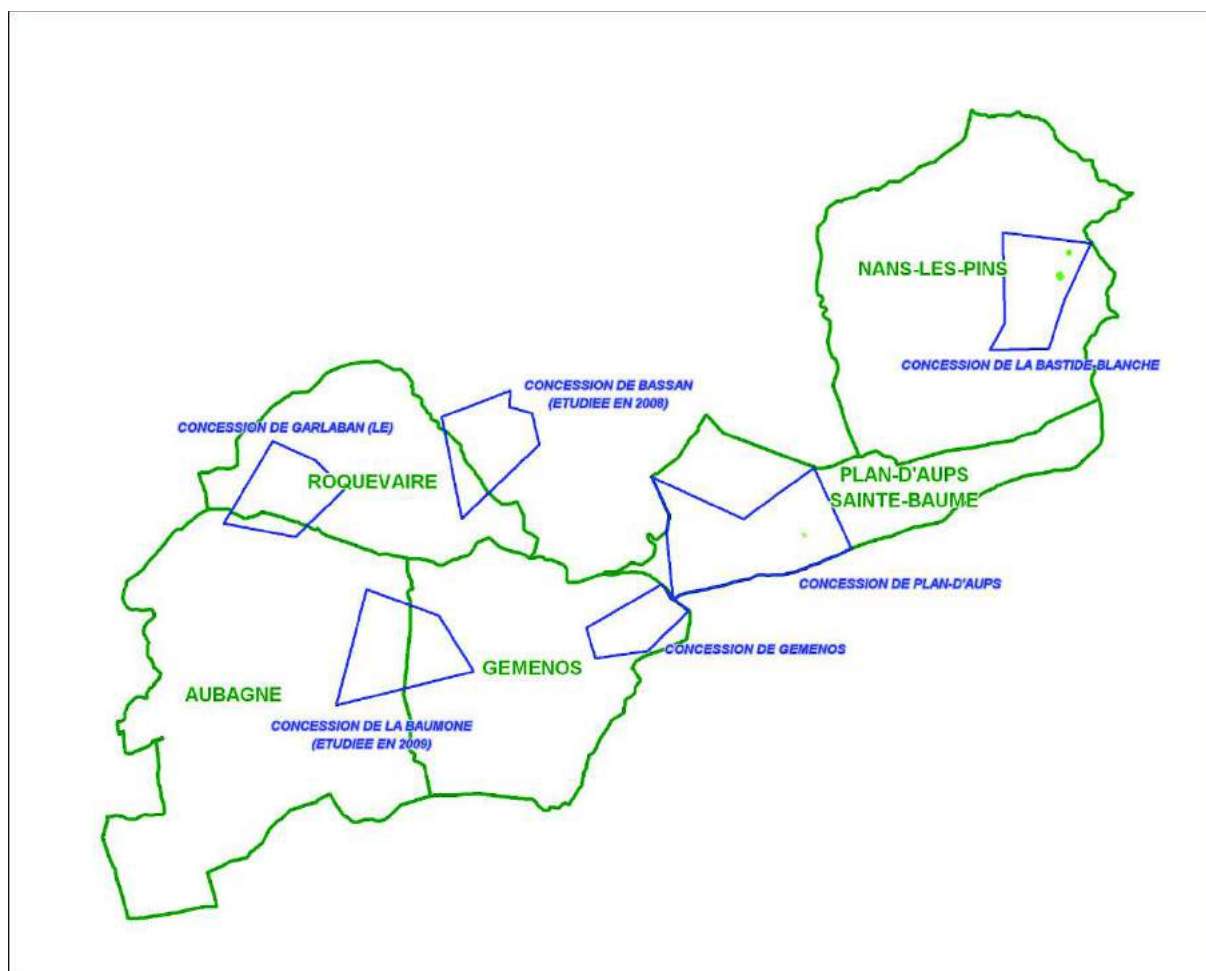 NANS-LES-PINS
CONCESSION DE LA BASTIDE-BLANCHE
CONCESSION DE BASSAN
(ETUDIEE EN 2008)
CONCESSION DE GARLABAN (LE)
ROQUEVAIRE
PLAN-D'AUPS
SAINTE-BAUME
CONCESSION DE PLAN-D'AUPS
CONCESSION DE GEMENOS
GEMENOS
AUBAGNE
CONCESSION DE LA BAUMONE
(ETUDIEE EN 2009)